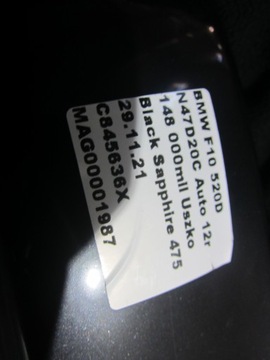 BMW F10 520D
N47D20C Auto 12r
148 000mil Uszko
Black Sapphire 475
29.11.21
C845636X
MAG00001987